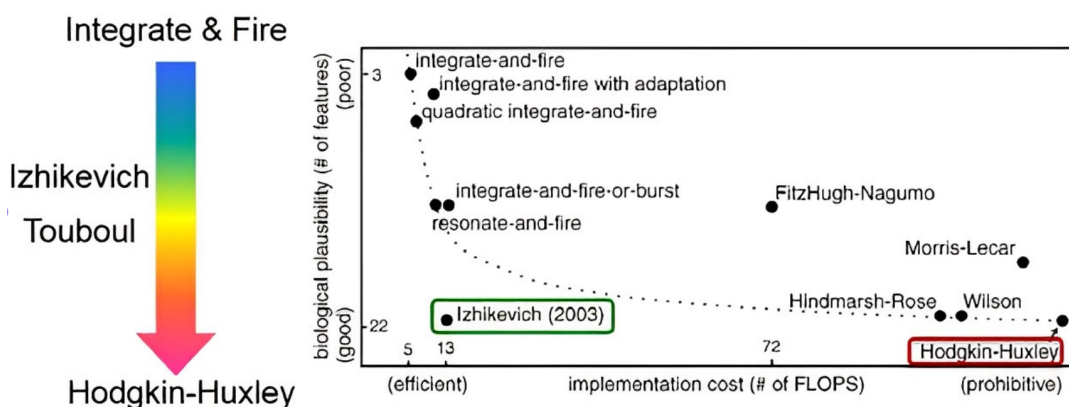 Integrate & Fire
Izhikevich
Touboul
Hodgkin-Huxley
biological plausibility (# of features)
(poor)
(good)
3
22
integrate-and-fire
integrate-and-fire with adaptation
quadratic integrate-and-fire
integrate-and-fire-or-burst
resonate-and-fire
FitzHugh-Nagumo
Morris-Lecar
Hindmarsh-Rose
Wilson
Izhikevich (2003)
Hodgkin-Huxley
5
13
72
(efficient)
implementation cost (# of FLOPS)
(prohibitive)